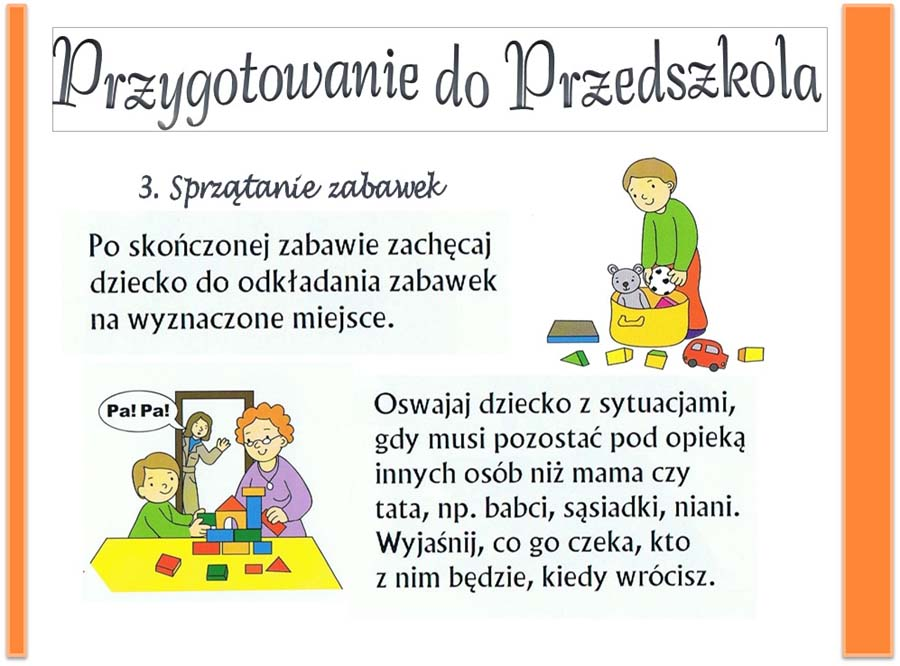 Przygotowanie do Przedszkola
3. Sprzątanie zabawek
Po skończonej zabawie zachęcaj
dziecko do odkładania zabawek
na wyznaczone miejsce.
Pa! Pa!
Oswajaj dziecko z sytuacjami,
gdy musi pozostać pod opieką
innych osób niż mama czy
tata, np. babci, sąsiadki, niani.
Wyjaśnij, co go czeka, kto
z nim będzie, kiedy wrócisz.